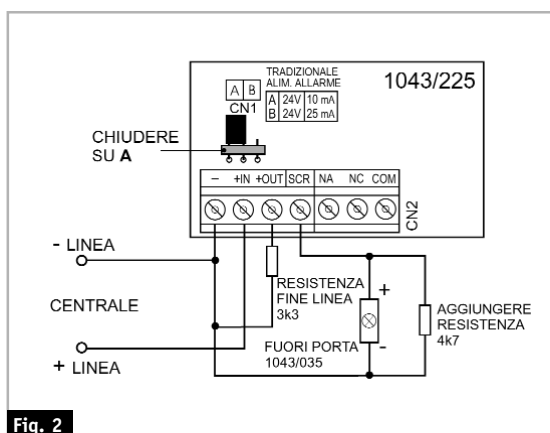 1043/225
TRADIZIONALE
ALIM. ALLARME
A 24V 10 mA
B 24V 25 mA
A B
CN1
CHIUDERE
SU A
– +IN +OUT SCR NA NC COM
CN2
- LINEA
CENTRALE
+ LINEA
RESISTENZA
FINE LINEA
3k3
+
-
FUORI PORTA
1043/035
AGGIUNGERE
RESISTENZA
4k7
Fig. 2